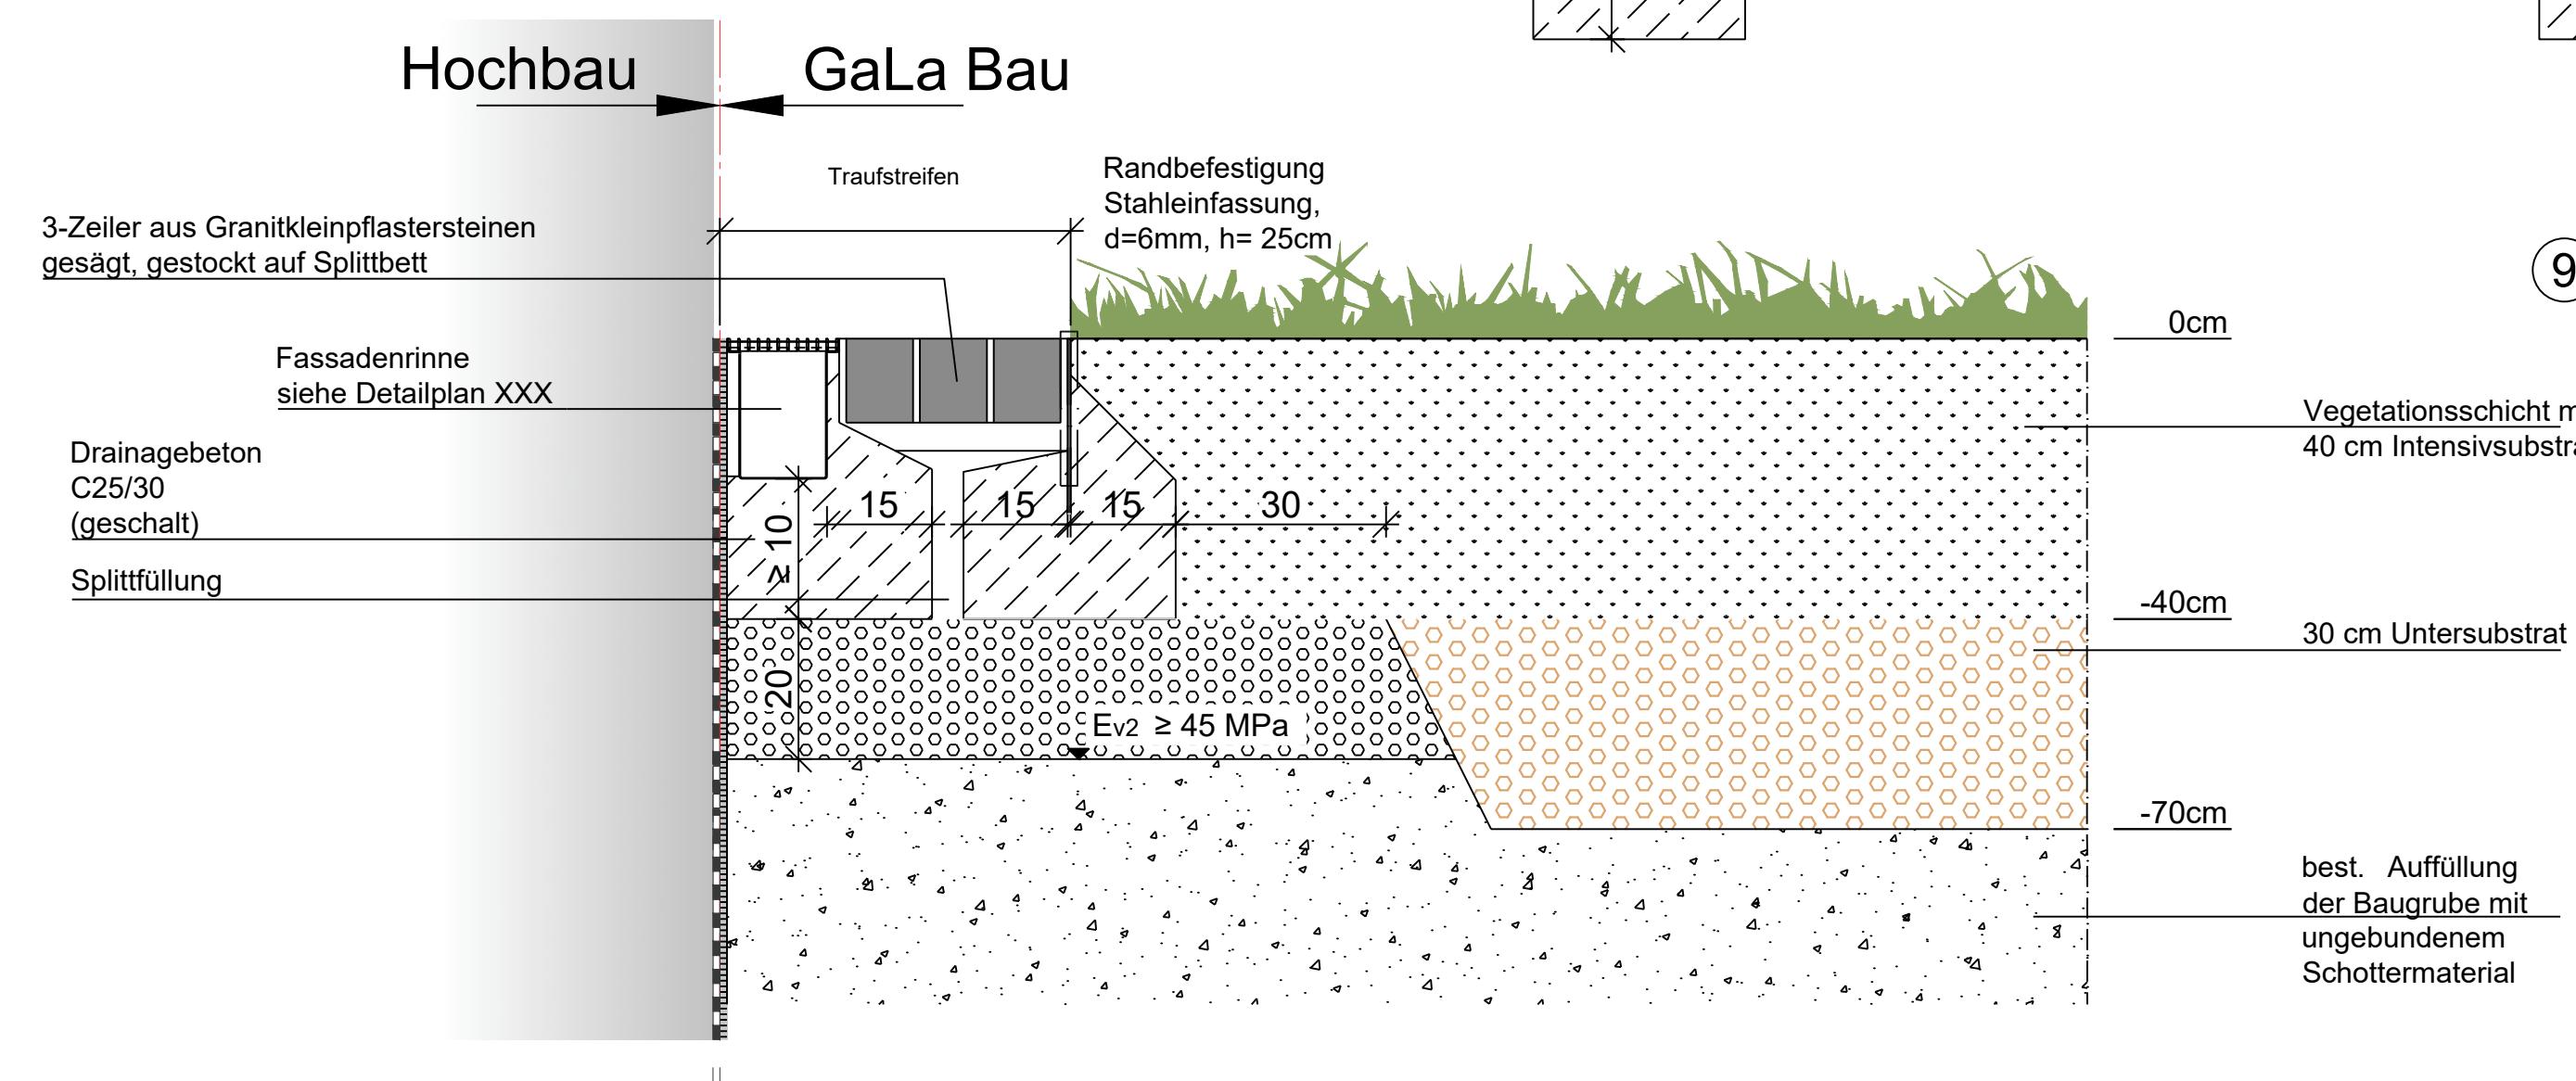 Hochbau
GaLa Bau
Traufstreifen
Randbefestigung
Stahleinfassung,
d=6mm, h= 25cm
3-Zeiler aus Granitkleinpflastersteinen
gesägt, gestockt auf Splittbett
9
0cm
Fassadenrinne
siehe Detailplan XXX
Vegetationsschicht m
40 cm Intensivsubstra
Drainagebeton
C25/30
(geschalt)
15
15
15
30
≥ 10
Splittfüllung
-40cm
30 cm Untersubstrat
20
Ev2 ≥ 45 MPa
-70cm
best. Auffüllung
der Baugrube mit
ungebundenem
Schottermaterial